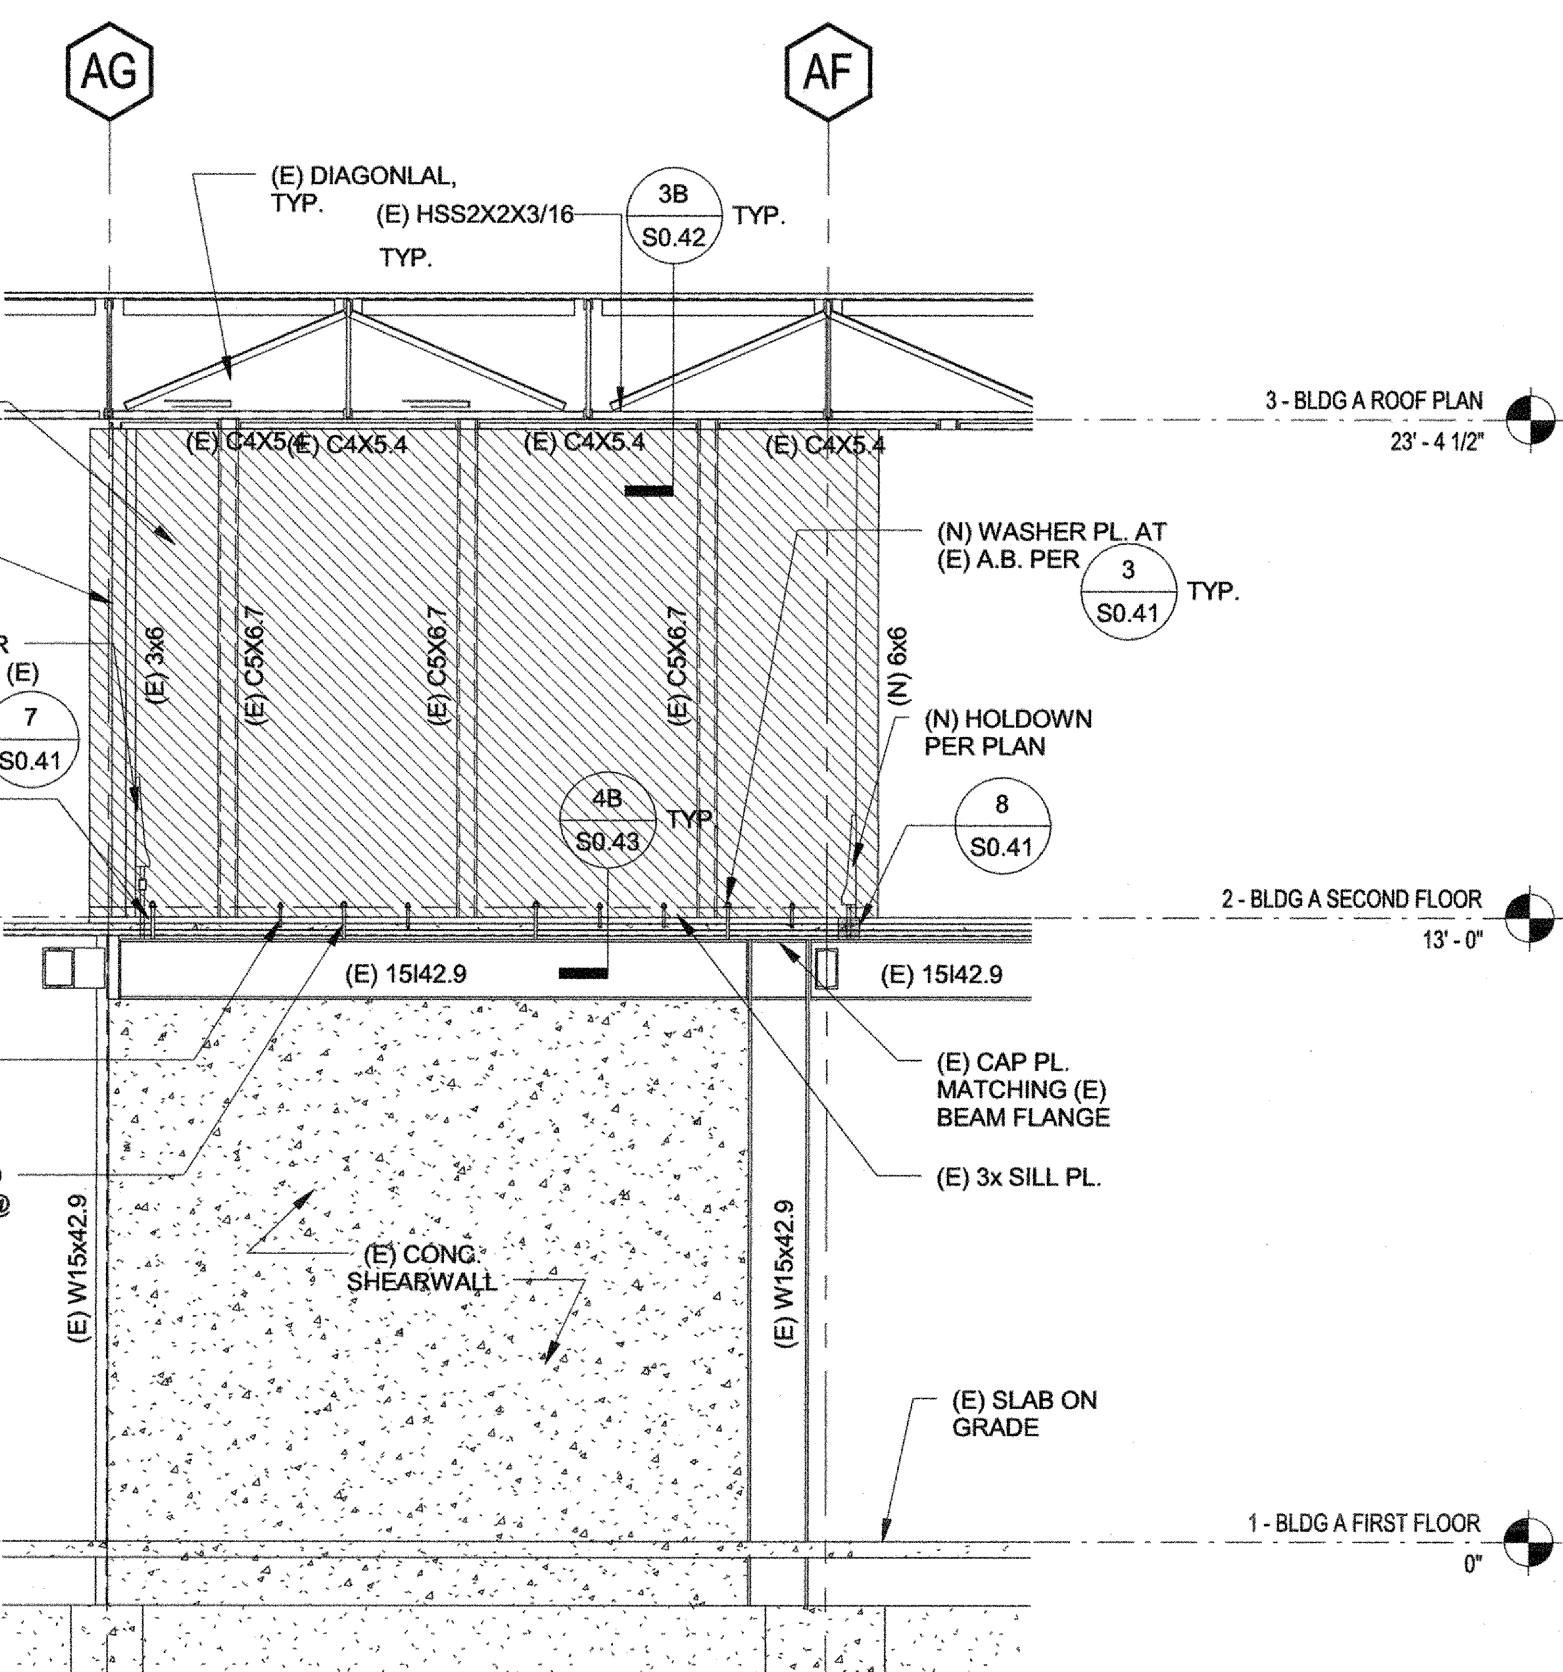 AG
AF
(E) DIAGONLAL,
TYP.
(E) HSS2X2X3/16
TYP.
3B
S0.42
TYP.
3 - BLDG A ROOF PLAN
23' - 4 1/2"
(E) C4X5.4
(E) C4X5.4
(E) C4X5.4
(E) C4X5.4
(N) WASHER PL. AT
(E) A.B. PER
3
S0.41
TYP.
R
(E)
7
S0.41
(E) 3x6
(E) C5X6.7
(E) C5X6.7
(E) C5X6.7
(N) 6x6
(N) HOLDOWN
PER PLAN
4B
S0.43
TYP.
8
S0.41
2 - BLDG A SECOND FLOOR
13' - 0"
(E) 15I42.9
(E) 15I42.9
(E) CAP PL.
MATCHING (E)
BEAM FLANGE
(E) 3x SILL PL.
@
(E) W15x42.9
(E) CONC.
SHEARWALL
(E) W15x42.9
(E) SLAB ON
GRADE
1 - BLDG A FIRST FLOOR
0"